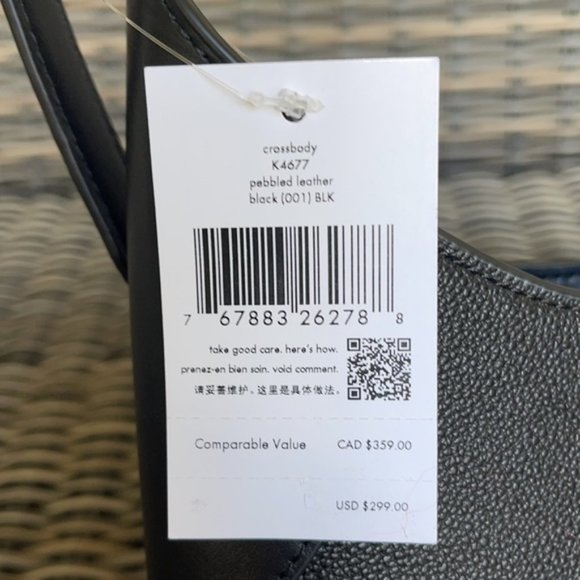 crossbody
K4677
pebbled leather
black (001) BLK
7 67883 26278 8
take good care. here's how.
prenez-en bien soin. void comment.
请妥善维护。这里是具体做法。
Comparable Value CAD $359.00
USD $299.00